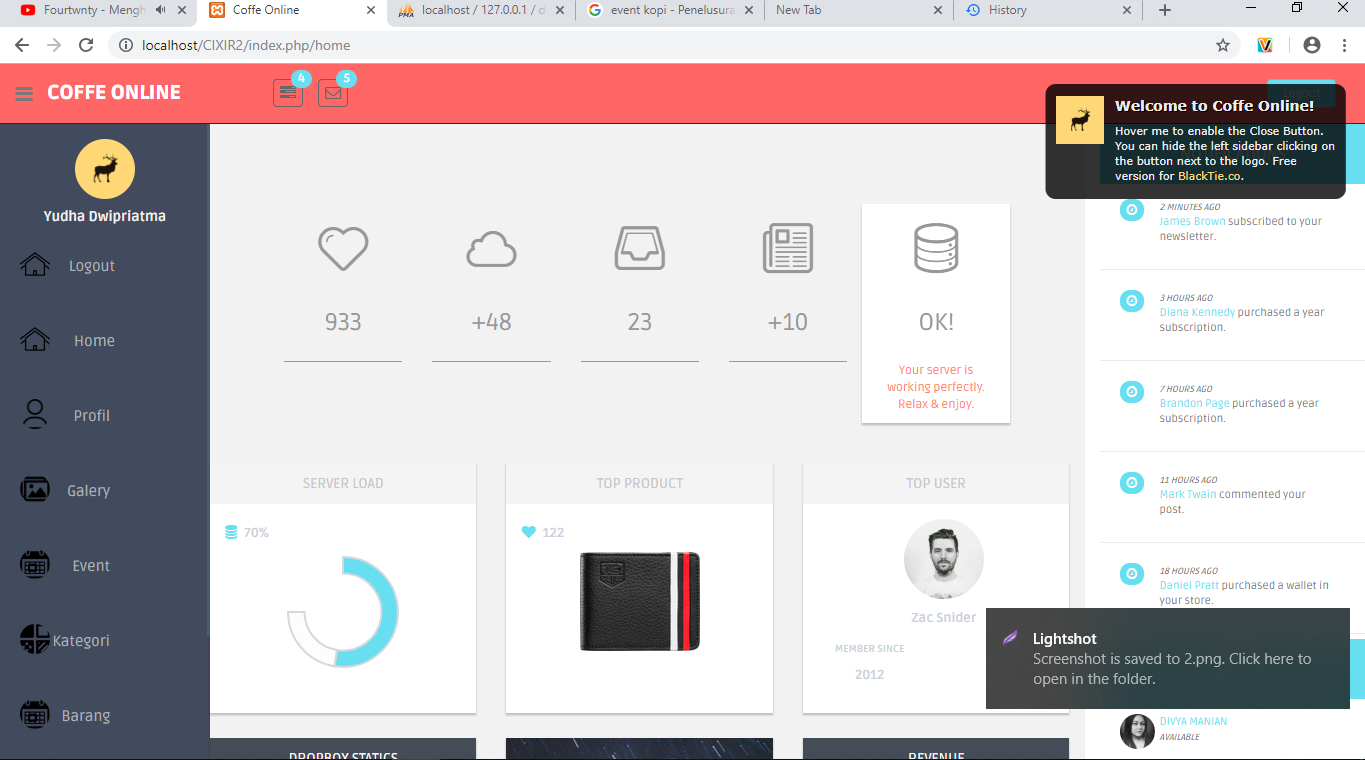 Fourtwnty - Mengh
Coffe Online
localhost / 127.0.0.1 / d
event kopi - Penelusura
New Tab
History
localhost/CIXIR2/index.php/home
COFFE ONLINE
4
5
Logout
Welcome to Coffe Online!
Hover me to enable the Close Button.
You can hide the left sidebar clicking on
the button next to the logo. Free
version for BlackTie.co.
Yudha Dwipriatma
Logout
Home
Profil
Galery
Event
Kategori
Barang
933
+48
23
+10
OK!
Your server is
working perfectly.
Relax & enjoy.
SERVER LOAD
70%
TOP PRODUCT
122
TOP USER
Zac Snider
MEMBER SINCE
2012
DROPBOX STATICS
REVENUE
2 MINUTES AGO
James Brown subscribed to your
newsletter.
3 HOURS AGO
Diana Kennedy purchased a year
subscription.
7 HOURS AGO
Brandon Page purchased a year
subscription.
11 HOURS AGO
Mark Twain commented your
post.
18 HOURS AGO
Daniel Pratt purchased a wallet in
your store.
Lightshot
Screenshot is saved to 2.png. Click here to
open in the folder.
DIVYA MANIAN
AVAILABLE